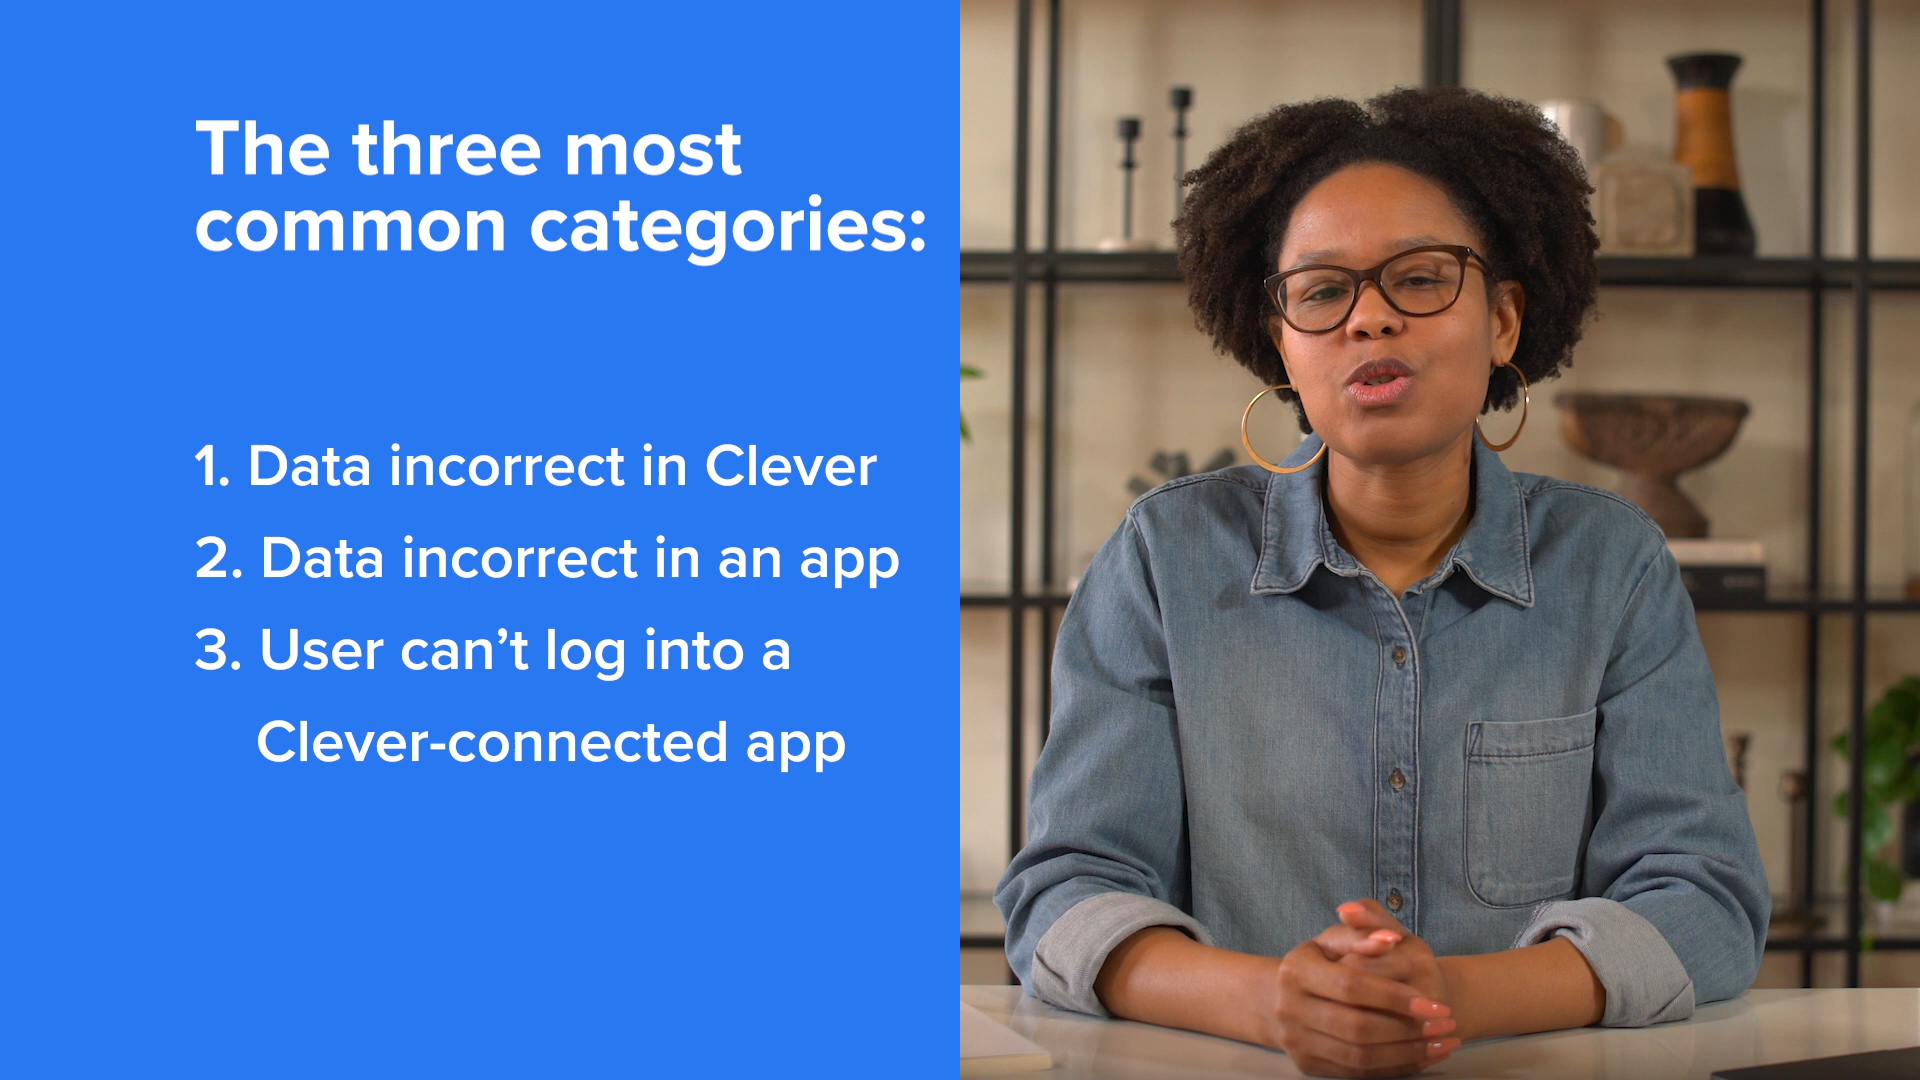 The three most
common categories:
1. Data incorrect in Clever
2. Data incorrect in an app
3. User can’t log into a
Clever-connected app